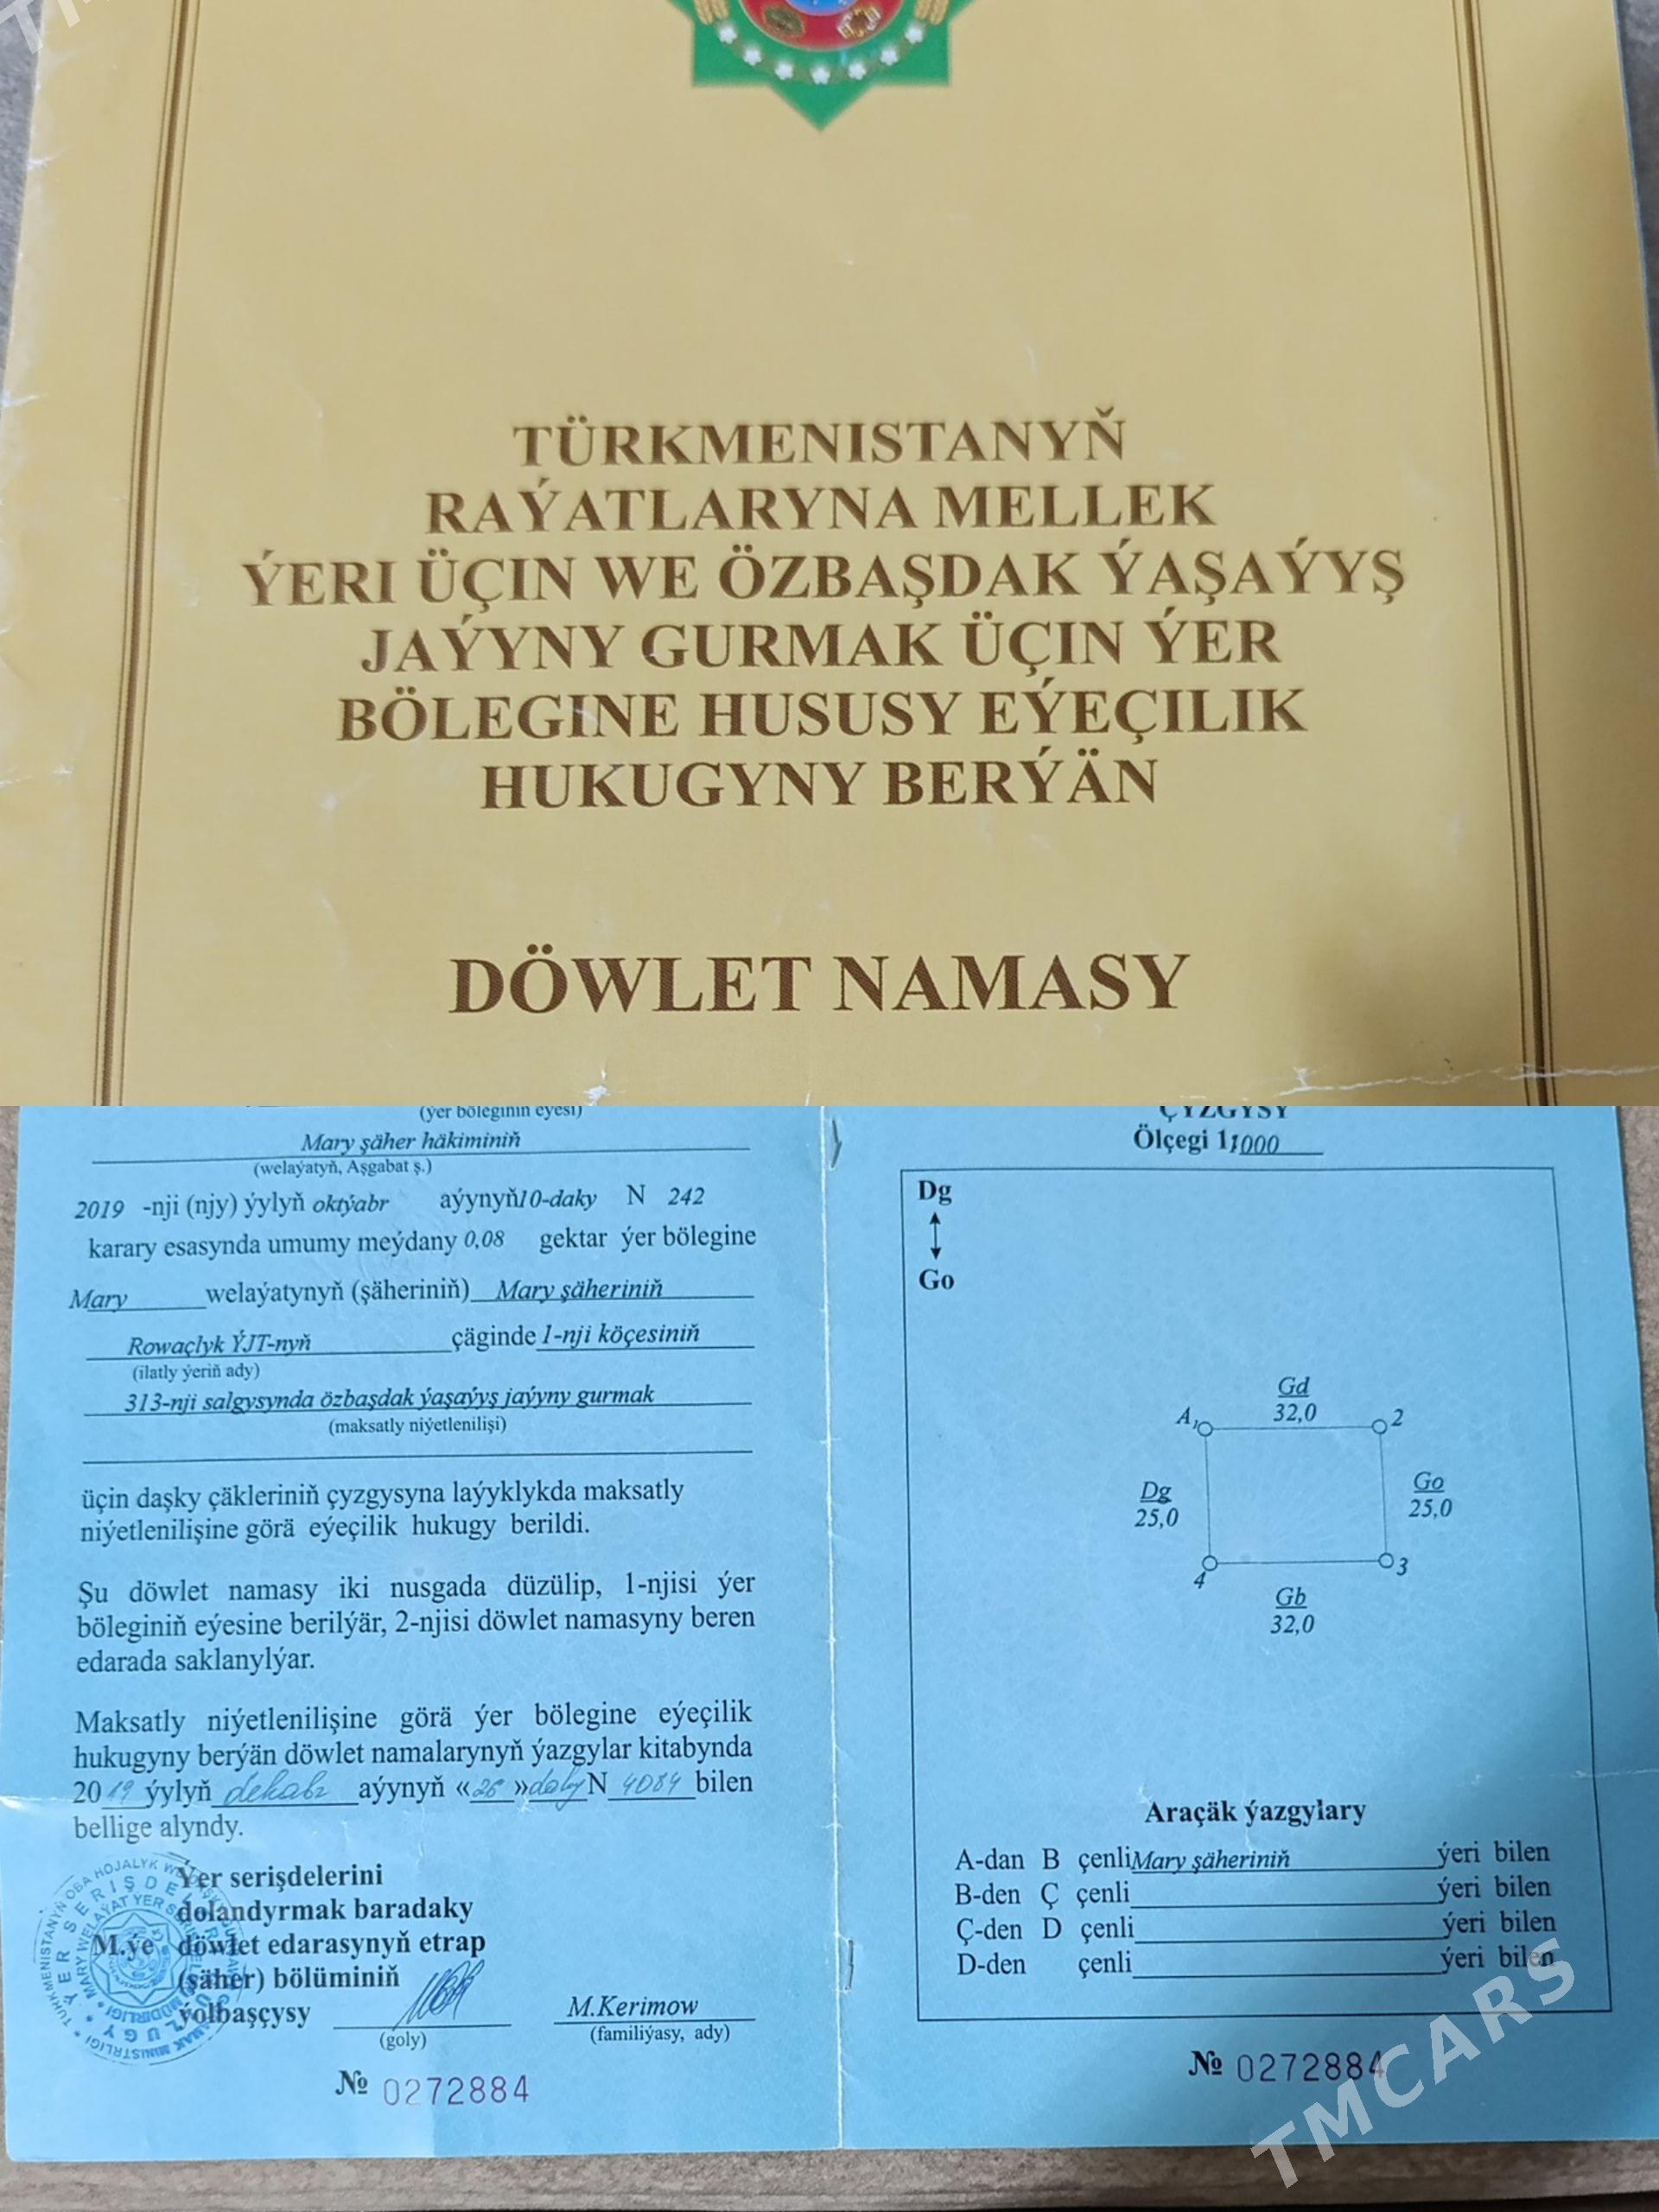 TÜRKMENISTANYŇ
RAÝATLARYNA MELLEK
ÝERI ÜÇIN WE ÖZBAŞDAK ÝAŞAÝYŞ
JAÝYNY GURMAK ÜÇIN ÝER
BÖLEGINE HUSUSY EÝEÇILIK
HUKUGYNY BERÝÄN
DÖWLET NAMASY
(ýer böleginiň eýesi)
Mary şäher häkiminiň
(welaýatyň, Aşgabat ş.)
2019 -nji (njy) ýylyň oktýabr aýynyň 10-daky N 242
karary esasynda umumy meýdany 0,08 gektar ýer bölegine
Mary welaýatynyň (şäheriniň) Mary şäheriniň
Rowaçlyk ÝJT-nyň çäginde 1-nji köçesiniň
(ilatly ýeriň ady)
313-nji salgysynda özbaşdak ýaşaýyş jaýyny gurmak
(maksatly niýetlenilişi)
üçin daşky çäkleriniň çyzgysyna laýyklykda maksatly
niýetlenilişine görä eýeçilik hukugy berildi.
Şu döwlet namasy iki nusgada düzülip, 1-njisi ýer
böleginiň eýesine berilýär, 2-njisi döwlet namasyny beren
edarada saklanylýar.
Maksatly niýetlenilişine görä ýer bölegine eýeçilik
hukugyny berýän döwlet namalarynyň ýazgylar kitabynda
2019 ýylyň dekabr aýynyň «26» daky N 4084 bilen
bellige alyndy.
Ýer serişdelerini
dolandyrmak baradaky
M.ýe döwlet edarasynyň etrap
(şäher) bölüminiň
ýolbaşçysy
M.Kerimow
(goly)
(familiýasy, ady)
№ 0272884
ÇYZGYSY
Ölçegi 1:1000
Dg
Go
Gd
32,0
A,
2
Dg
25,0
Go
25,0
4
3
Gb
32,0
Araçäk ýazgylary
A-dan B çenli Mary şäheriniň ýeri bilen
B-den Ç çenli ýeri bilen
Ç-den D çenli ýeri bilen
D-den çenli ýeri bilen
№ 0272884
TMCARS